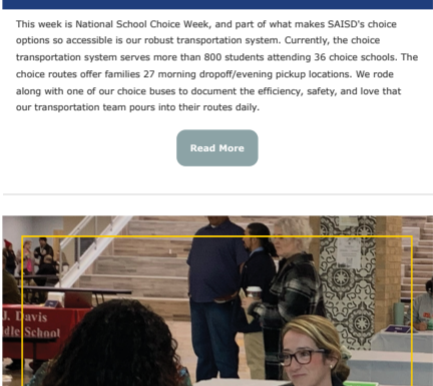 This week is National School Choice Week, and part of what makes SAISD's choice
options so accessible is our robust transportation system. Currently, the choice
transportation system serves more than 800 students attending 36 choice schools. The
choice routes offer families 27 morning dropoff/evening pickup locations. We rode
along with one of our choice buses to document the efficiency, safety, and love that
our transportation team pours into their routes daily.
Read More
J. Davis
dle School